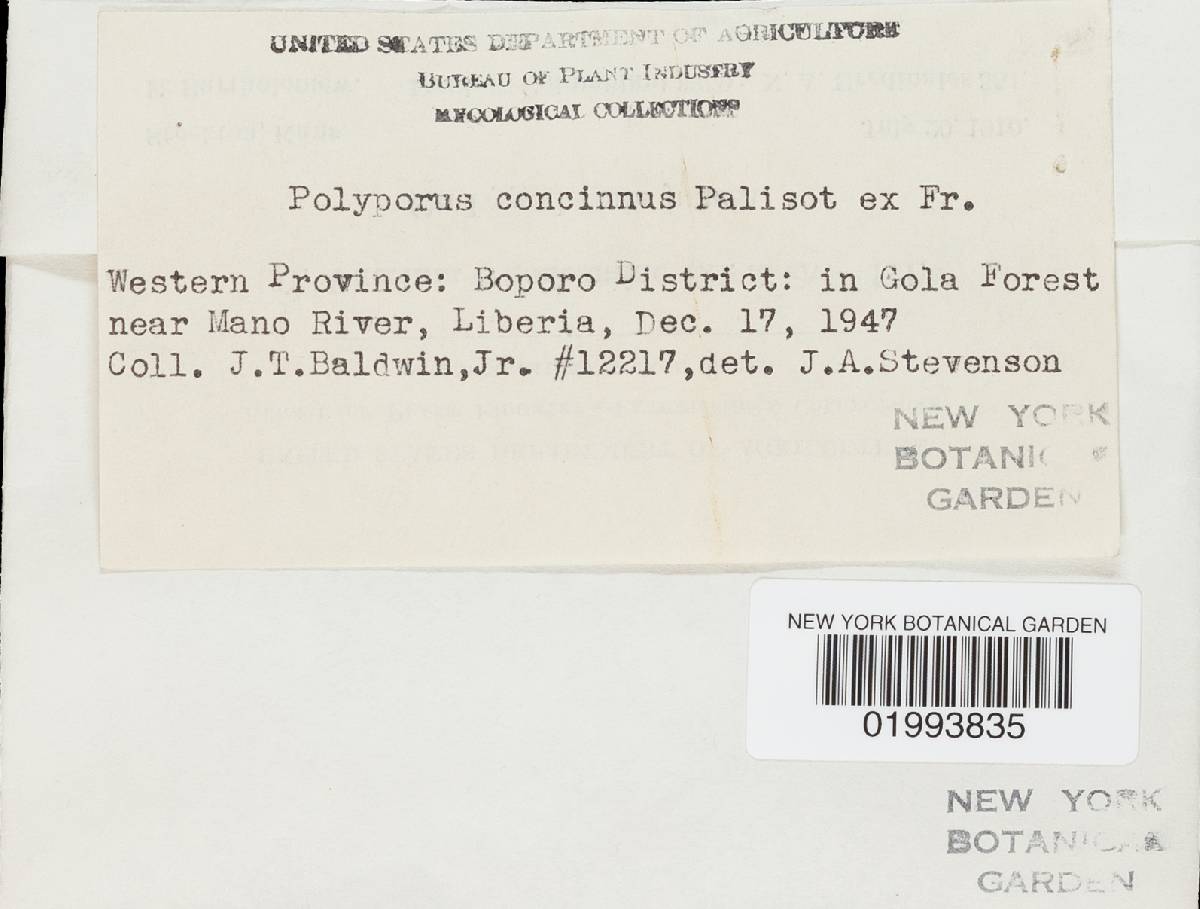 UNITED STATES DEPARTMENT OF AGRICULTURE
BUREAU OF PLANT INDUSTRY
MYCOLOGICAL COLLECTIONS
Polyporus concinnus Palisot ex Fr.
Western Province: Boporo District: in Gola Forest
near Mano River, Liberia, Dec. 17, 1947
Coll. J.T.Baldwin,Jr. #12217,det. J.A.Stevenson
NEW YORK
BOTANICAL
GARDEN
NEW YORK BOTANICAL GARDEN
01993835
NEW YORK
BOTANICAL
GARDEN